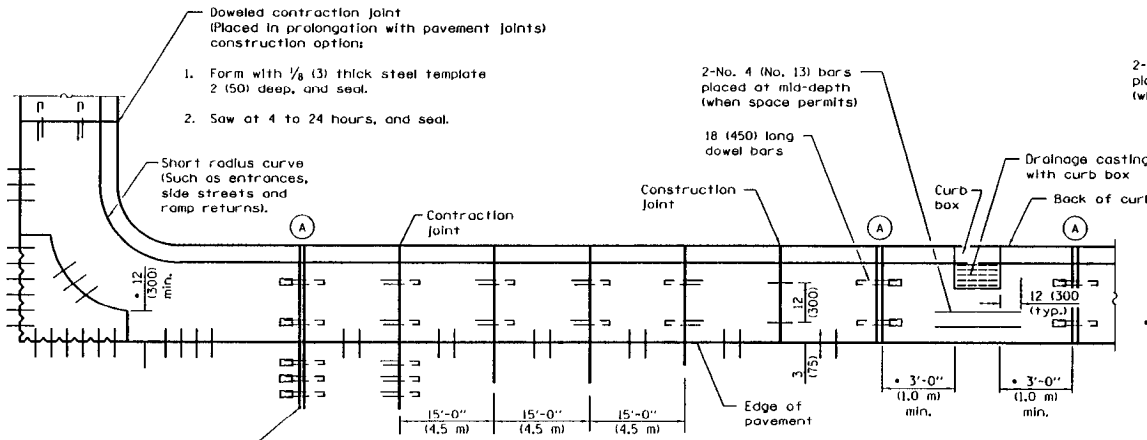 Doweled contraction joint
(Placed in prolongation with pavement joints)
construction option:
1. Form with 1/8 (3) thick steel template
2 (50) deep, and seal.
2. Saw at 4 to 24 hours, and seal.
Short radius curve
(Such as entrances,
side streets and
ramp returns).
2-No. 4 (No. 13) bars
placed at mid-depth
(when space permits)
18 (450) long
dowel bars
2-
pla
(wh
Drainage casting
with curb box
Construction
joint
Curb
box
Back of curb
Contraction
joint
A
A
A
• 12
(300)
min.
12
(300)
12 (300
(typ.)
3
(75)
• 3'-0"
(1.0 m)
min.
• 3'-0"
(1.0 m)
min.
15'-0"
(4.5 m)
15'-0"
(4.5 m)
15'-0"
(4.5 m)
Edge of
pavement